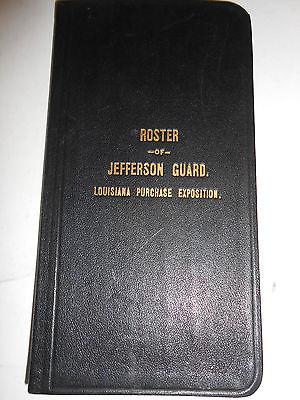 ROSTER
-OF-
JEFFERSON GUARD.
LOUISIANA PURCHASE EXPOSITION.